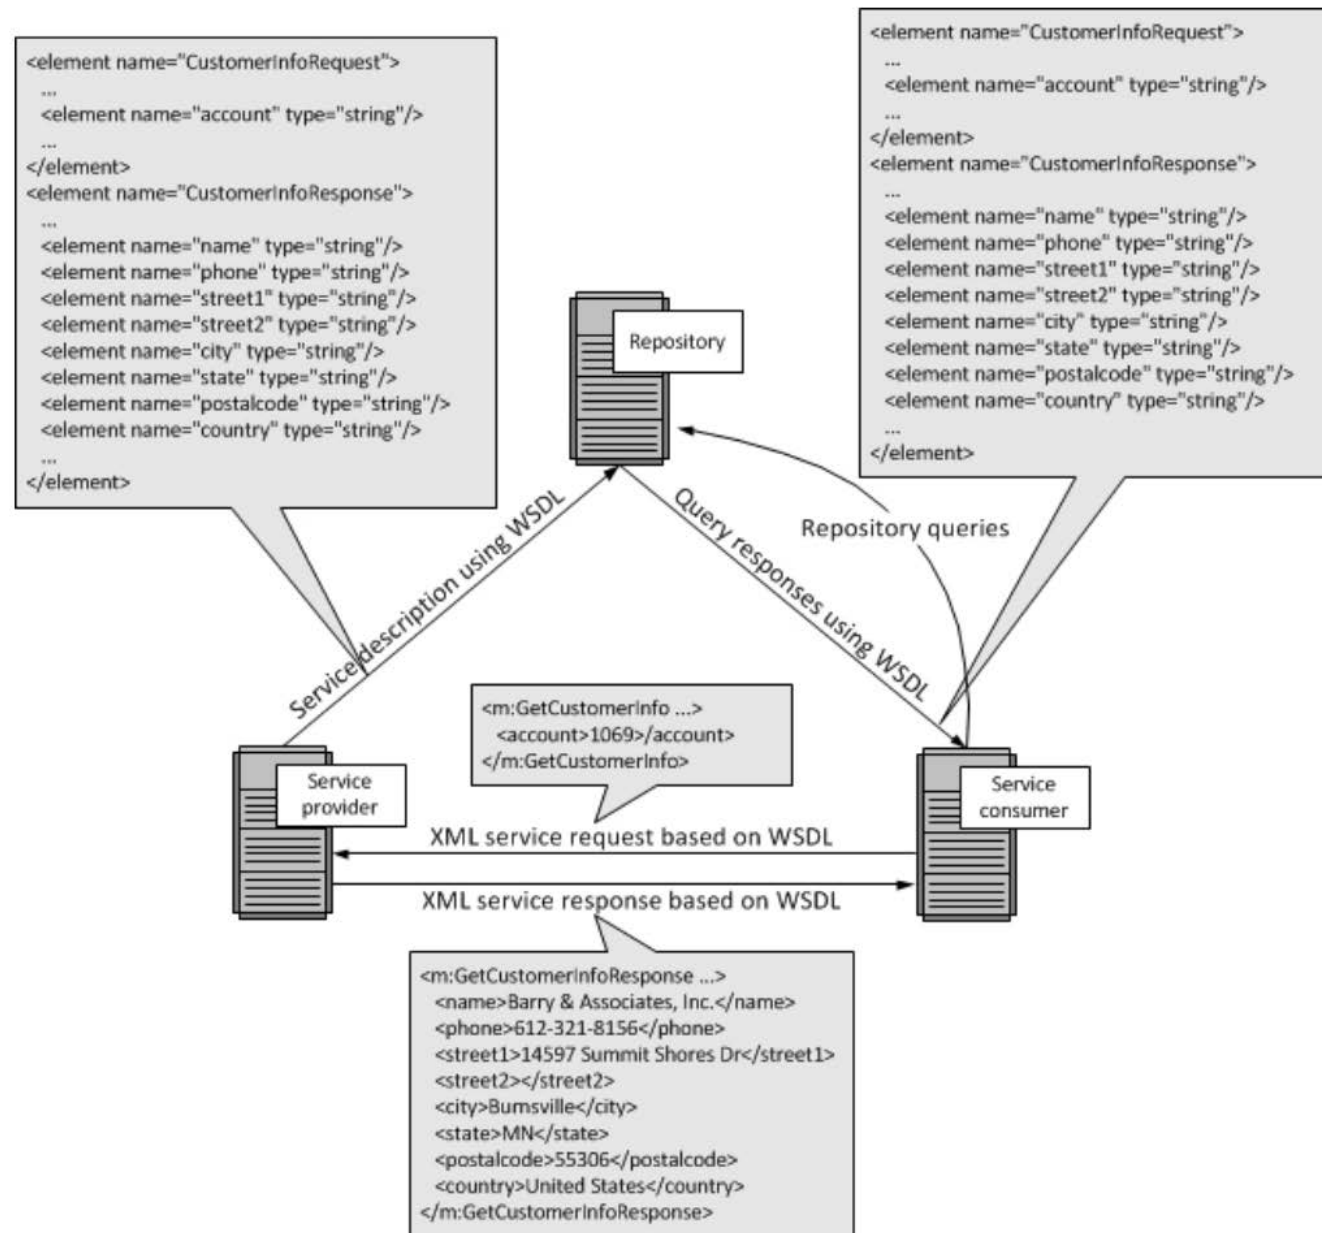 <element name="CustomerInfoRequest">
...
<element name="account" type="string"/>
...
</element>
<element name="CustomerInfoResponse">
...
<element name="name" type="string"/>
<element name="phone" type="string"/>
<element name="street1" type="string"/>
<element name="street2" type="string"/>
<element name="city" type="string"/>
<element name="state" type="string"/>
<element name="postalcode" type="string"/>
<element name="country" type="string"/>
...
</element>
<element name="CustomerInfoRequest">
...
<element name="account" type="string"/>
...
</element>
<element name="CustomerInfoResponse">
...
<element name="name" type="string"/>
<element name="phone" type="string"/>
<element name="street1" type="string"/>
<element name="street2" type="string"/>
<element name="city" type="string"/>
<element name="state" type="string"/>
<element name="postalcode" type="string"/>
<element name="country" type="string"/>
...
</element>
Repository
Service description using WSDL
Query responses using WSDL
Repository queries
<m:GetCustomerInfo ...>
<account>1069>/account>
</m:GetCustomerInfo>
Service
provider
Service
consumer
XML service request based on WSDL
XML service response based on WSDL
<m:GetCustomerInfoResponse ...>
<name>Barry & Associates, Inc.</name>
<phone>612-321-8156</phone>
<street1>14597 Summit Shores Dr</street1>
<street2></street2>
<city>Burnsville</city>
<state>MN</state>
<postalcode>55306</postalcode>
<country>United States</country>
</m:GetCustomerInfoResponse>